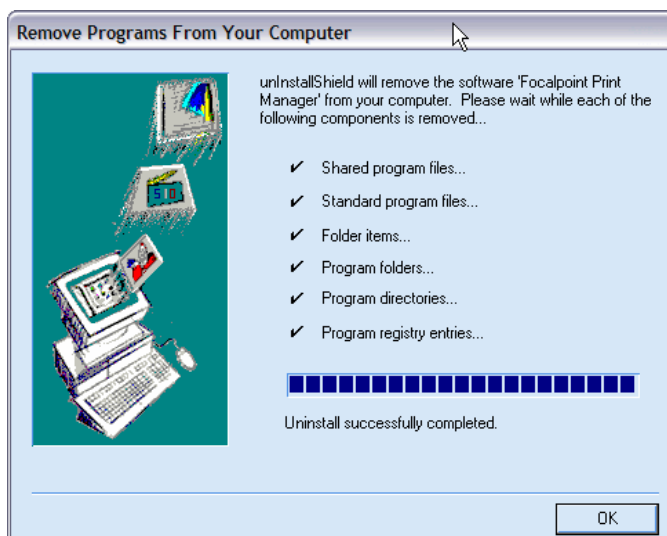 Remove Programs From Your Computer
unInstallShield will remove the software 'Focalpoint Print
Manager' from your computer.  Please wait while each of the
following components is removed...
✔ Shared program files...
✔ Standard program files...
✔ Folder items...
✔ Program folders...
✔ Program directories...
✔ Program registry entries...
Uninstall successfully completed.
OK